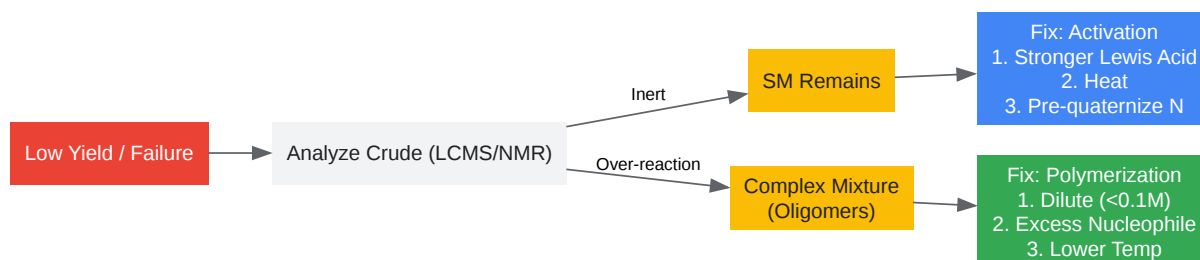 Low Yield / Failure
Analyze Crude (LCMS/NMR)
Inert
Over-reaction
SM Remains
Complex Mixture
(Oligomers)
Fix: Activation
1. Stronger Lewis Acid
2. Heat
3. Pre-quaternize N
Fix: Polymerization
1. Dilute (<0.1M)
2. Excess Nucleophile
3. Lower Temp